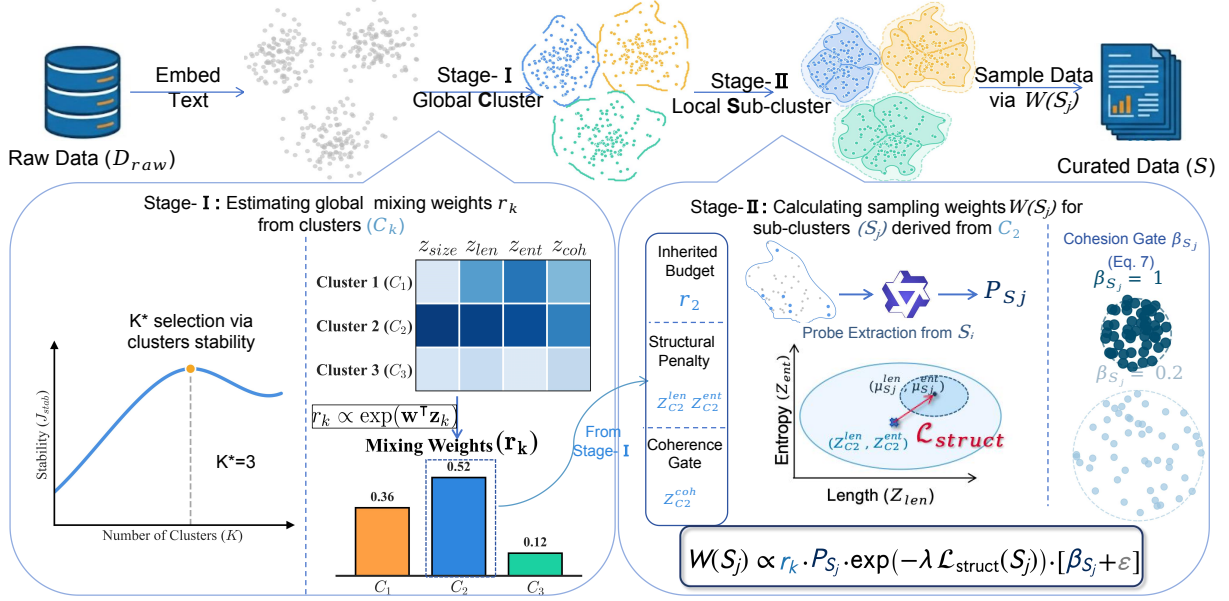 Raw Data (D_raw)
Embed
Text
Stage- I
Global Cluster
Stage- II
Local Sub-cluster
Sample Data
via W(S_j)
Curated Data (S)
Stage- I : Estimating global mixing weights r_k
from clusters (C_k)
K* selection via
clusters stability
K*=3
Stability (J_stab)
Number of Clusters (K)
z_size z_len z_ent z_coh
Cluster 1 (C_1)
Cluster 2 (C_2)
Cluster 3 (C_3)
r_k ∝ exp(w^⊤ z_k)
Mixing Weights (r_k)
0.36
0.52
0.12
C_1 C_2 C_3
From
Stage- I
Stage-II: Calculating sampling weights W(S_j) for
sub-clusters (S_j) derived from C_2
Inherited
Budget
r_2
Structural
Penalty
Z_C2^len Z_C2^ent
Coherence
Gate
Z_C2^coh
P_Sj
Probe Extraction from S_j
Entropy (Z_ent)
(μ_Sj^len, μ_Sj^ent)
(Z_C2^len, Z_C2^ent)
ℒ_struct
Length (Z_len)
Cohesion Gate β_Sj
(Eq. 7)
β_Sj = 1
β_Sj = 0.2
W(S_j) ∝ r_k · P_Sj · exp(−λ ℒ_struct(S_j)) · [β_Sj + ε]